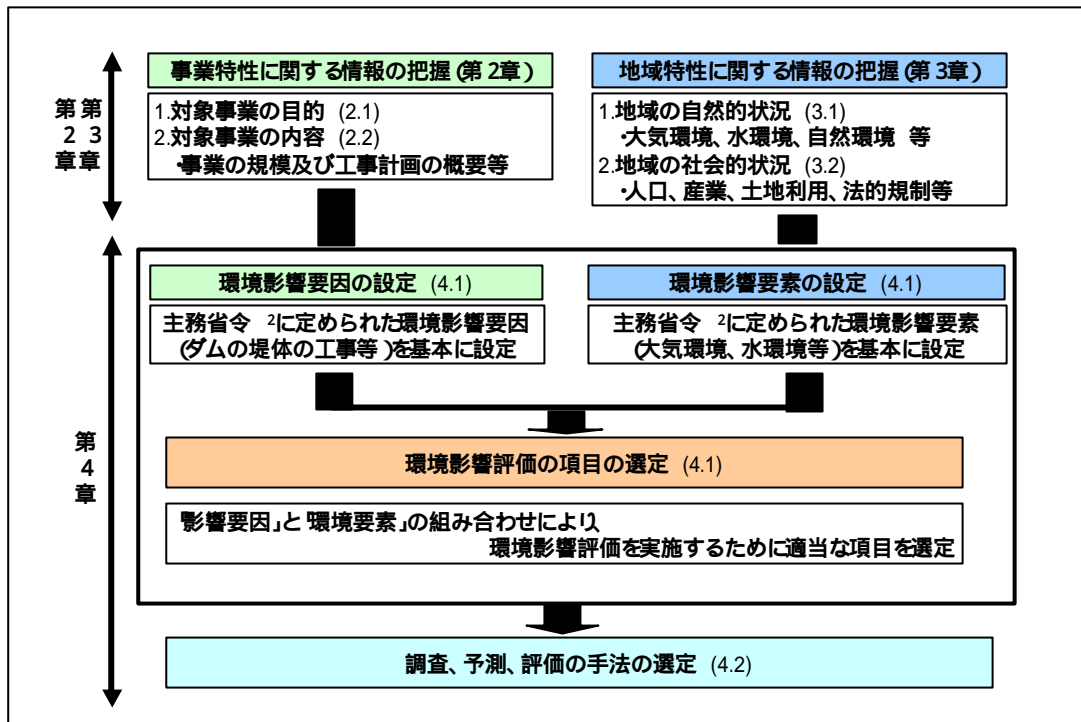 第2章
第3章
事業特性に関する情報の把握(第2章)
1.対象事業の目的 (2.1)
2.対象事業の内容 (2.2)
・事業の規模及び工事計画の概要等
地域特性に関する情報の把握(第3章)
1.地域の自然的状況 (3.1)
・大気環境、水環境、自然環境 等
2.地域の社会的状況 (3.2)
・人口、産業、土地利用、法的規制等
第4章
環境影響要因の設定 (4.1)
主務省令 2に定められた環境影響要因
(ダムの堤体の工事等)を基本に設定
環境影響要素の設定 (4.1)
主務省令 2に定められた環境影響要素
(大気環境、水環境等)を基本に設定
環境影響評価の項目の選定 (4.1)
「影響要因」と「環境要素」の組み合わせにより、
環境影響評価を実施するために適当な項目を選定
調査、予測、評価の手法の選定 (4.2)